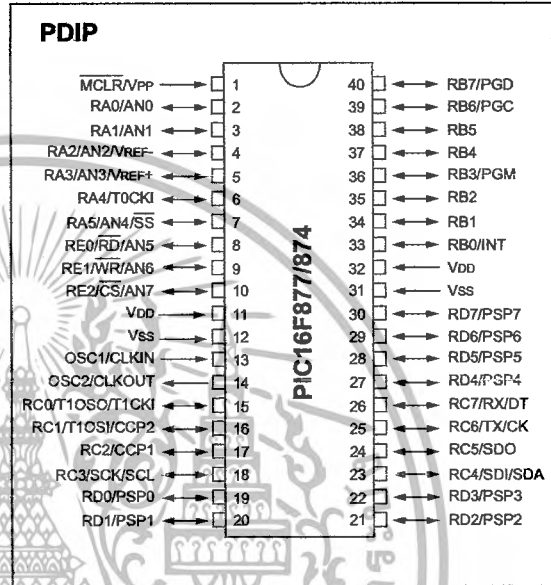 PDIP
MCLR/VPP 1
RA0/AN0 2
RA1/AN1 3
RA2/AN2/VREF- 4
RA3/AN3/VREF+ 5
RA4/T0CKI 6
RA5/AN4/SS 7
RE0/RD/AN5 8
RE1/WR/AN6 9
RE2/CS/AN7 10
VDD 11
VSS 12
OSC1/CLKIN 13
OSC2/CLKOUT 14
RC0/T1OSO/T1CKI 15
RC1/T1OSI/CCP2 16
RC2/CCP1 17
RC3/SCK/SCL 18
RD0/PSP0 19
RD1/PSP1 20
PIC16F877/874
40 RB7/PGD
39 RB6/PGC
38 RB5
37 RB4
36 RB3/PGM
35 RB2
34 RB1
33 RB0/INT
32 VDD
31 VSS
30 RD7/PSP7
29 RD6/PSP6
28 RD5/PSP5
27 RD4/PSP4
26 RC7/RX/DT
25 RC6/TX/CK
24 RC5/SDO
23 RC4/SDI/SDA
22 RD3/PSP3
21 RD2/PSP2